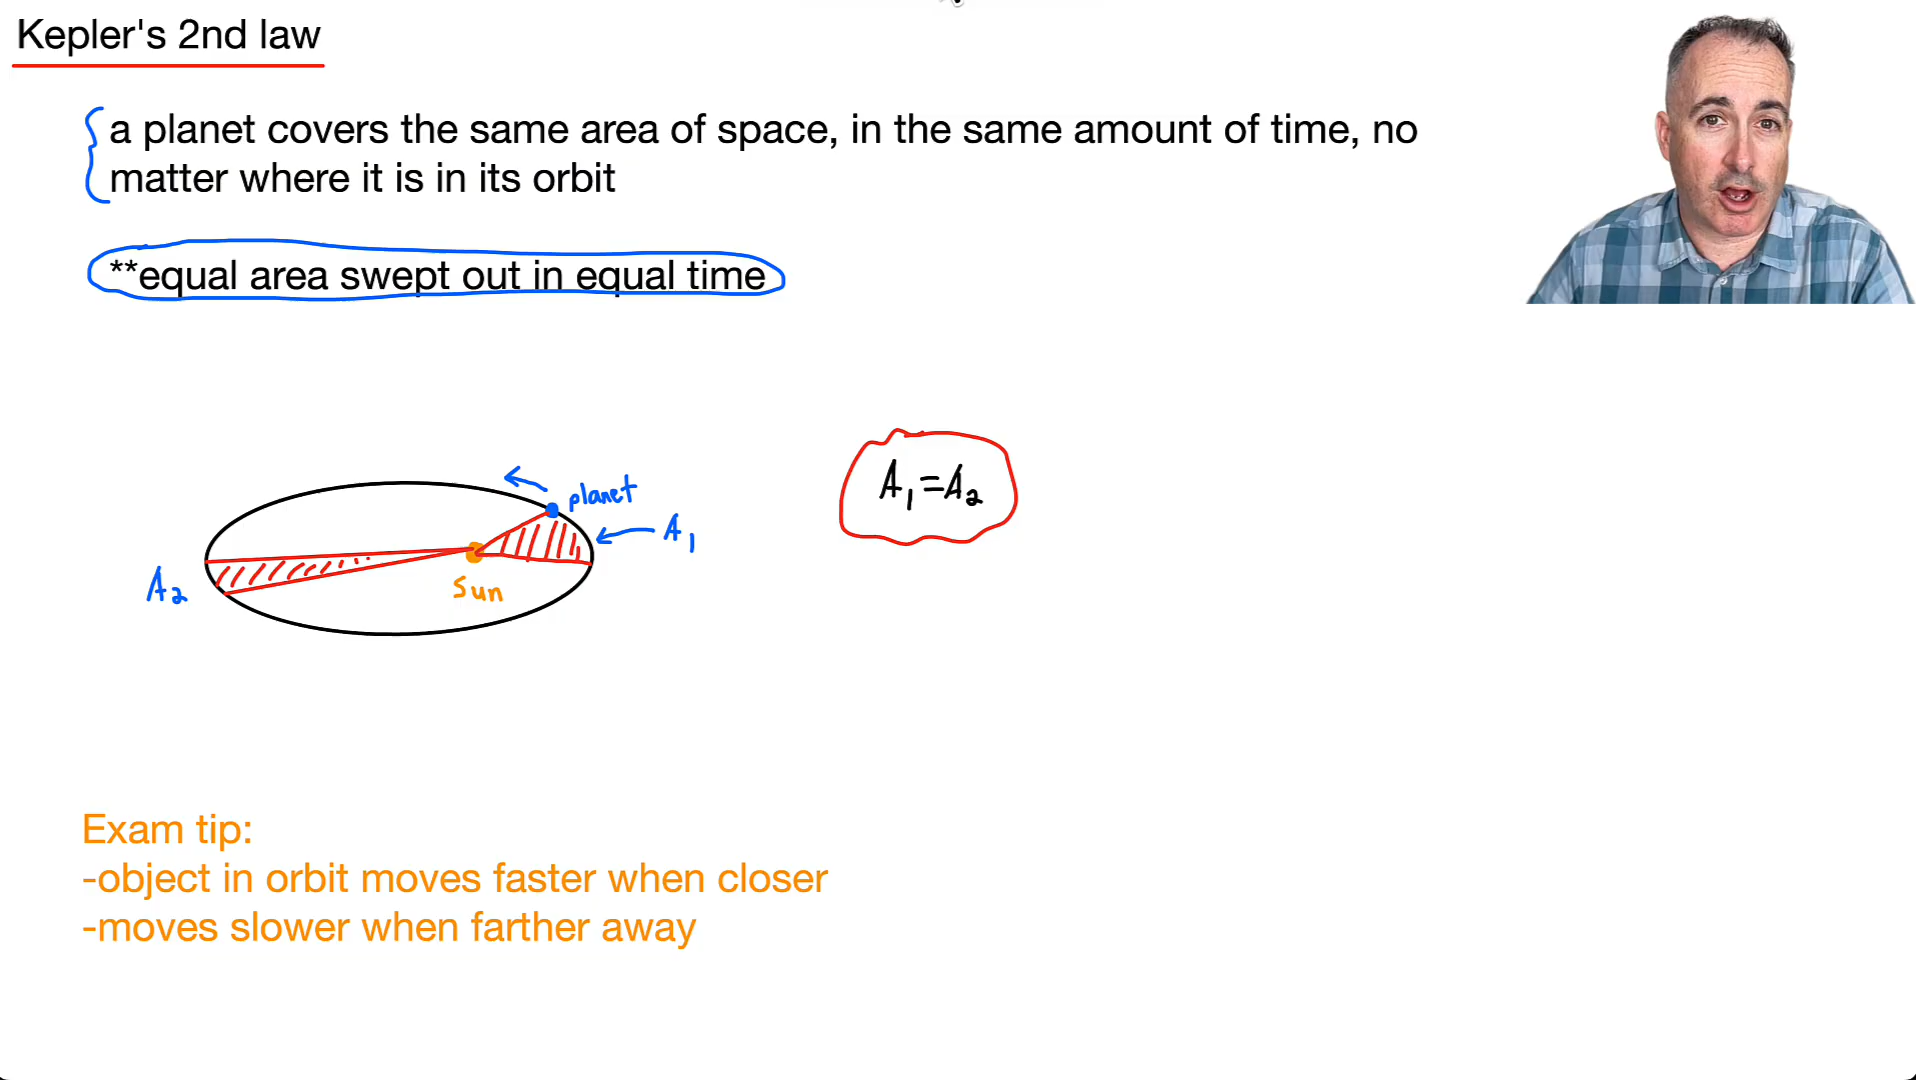 Kepler's 2nd law
a planet covers the same area of space, in the same amount of time, no
matter where it is in its orbit
**equal area swept out in equal time
A₁=A₂
planet
A₁
A₂
Sun
Exam tip:
-object in orbit moves faster when closer
-moves slower when farther away